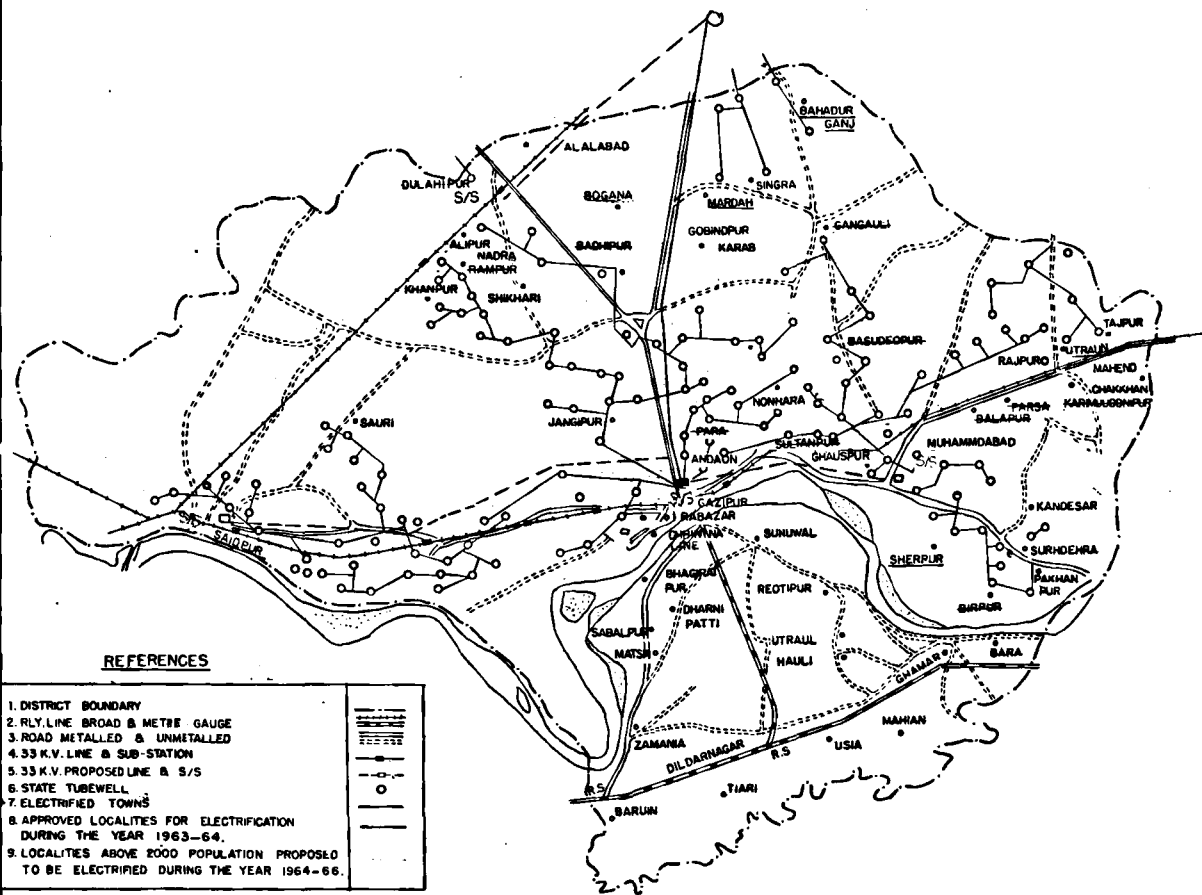 BAHADUR
GANJ
ALALABAD
DULAHIPUR
S/S
SINGRA
BOGANA
MARDAH
GANGAULI
GOBINDPUR
KARAB
SADHIPUR
ALIPUR
NADRA
RAMPUR
KHANPUR
SHIKHARI
TAJPUR
BASUDEOPUR
UTRAUN
RAJPURO
MAHEND
CHAKKHAN
NONHARA
PARSA
KARIMUDDNIPUR
BALAPUR
JANGIPUR
SAURI
PARA
SULTANPUR
MUHAMMDABAD
ANDAUN
GHAUSPUR
S/S
S/S
GAZIPUR
KANDESAR
S/S
RABAZAR
SAIDPUR
SUNUWAL
SHERPUR
SURHDEHRA
BHAGIRAT
PUR
REOTIPUR
PAKHAN
PUR
BIRPUR
DHARNI
PATTI
SABALPUR
UTRAUL
MATSA
HAULI
BARA
GHAMAR
ZAMANIA
MAHIAN
DILDARNAGAR
R.S
USIA
R.S
TIARI
BARUIN
REFERENCES
1. DISTRICT BOUNDARY
2. RLY. LINE BROAD & METRE GAUGE
3. ROAD METALLED & UNMETALLED
4. 33 K.V. LINE & SUB-STATION
5. 33 K.V. PROPOSED LINE & S/S
6. STATE TUBEWELL
7. ELECTRIFIED TOWNS
8. APPROVED LOCALITIES FOR ELECTRIFICATION
DURING THE YEAR 1963-64.
9. LOCALITIES ABOVE 2000 POPULATION PROPOSED
TO BE ELECTRIFIED DURING THE YEAR 1964-66.